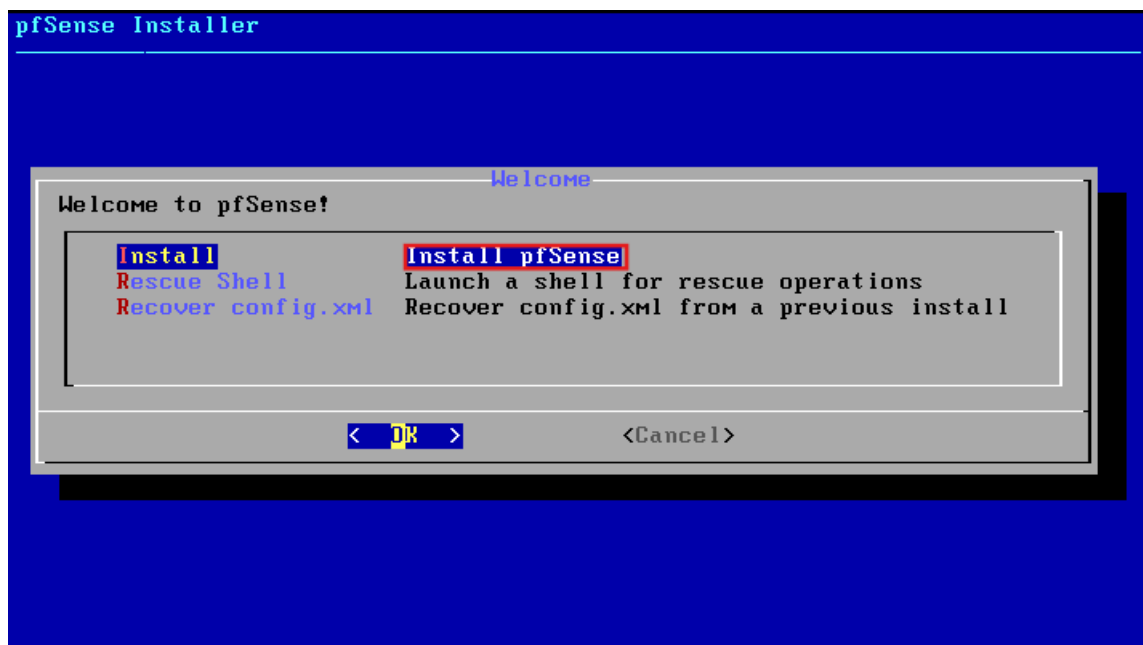 pfSense Installer
Welcome
Welcome to pfSense!
Install Install pfSense
Rescue Shell Launch a shell for rescue operations
Recover config.xml Recover config.xml from a previous install
< OK > <Cancel>